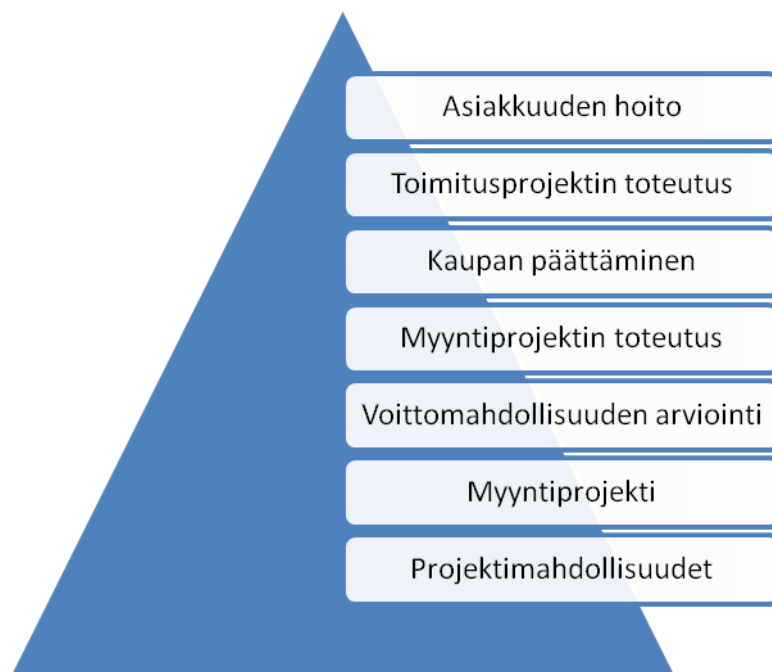 Asiakkuuden hoito
Toimitusprojektin toteutus
Kaupan päättäminen
Myyntiprojektin toteutus
Voittomahdollisuuden arviointi
Myyntiprojekti
Projektimahdollisuudet